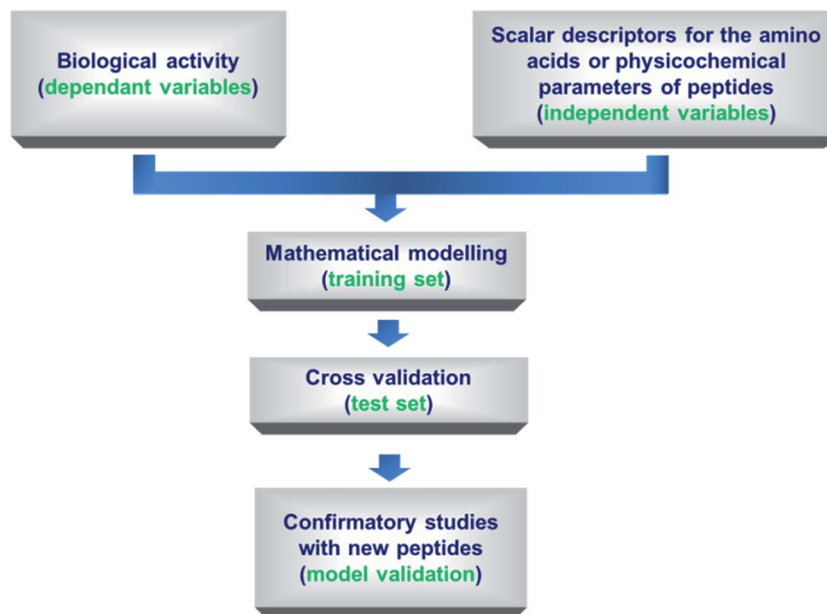 Biological activity
(dependant variables)
Scalar descriptors for the amino
acids or physicochemical
parameters of peptides
(independent variables)
Mathematical modelling
(training set)
Cross validation
(test set)
Confirmatory studies
with new peptides
(model validation)